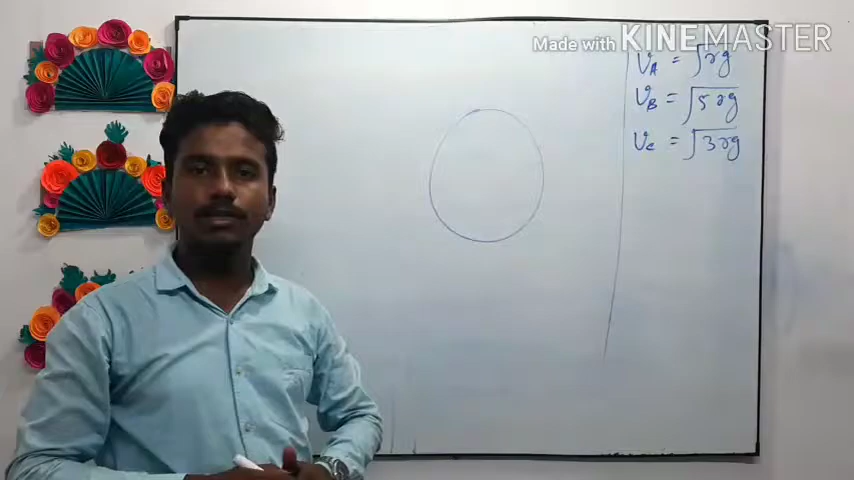 Made with KINEMASTER
V_A = √rg
V_B = √5rg
V_C = √3rg